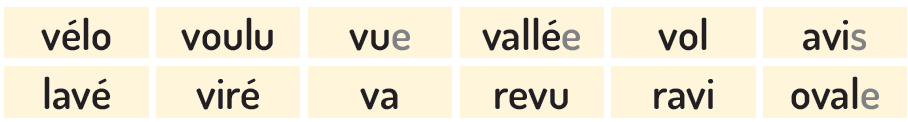 vélo voulu vue vallée vol avis
lavé viré va revu ravi ovale